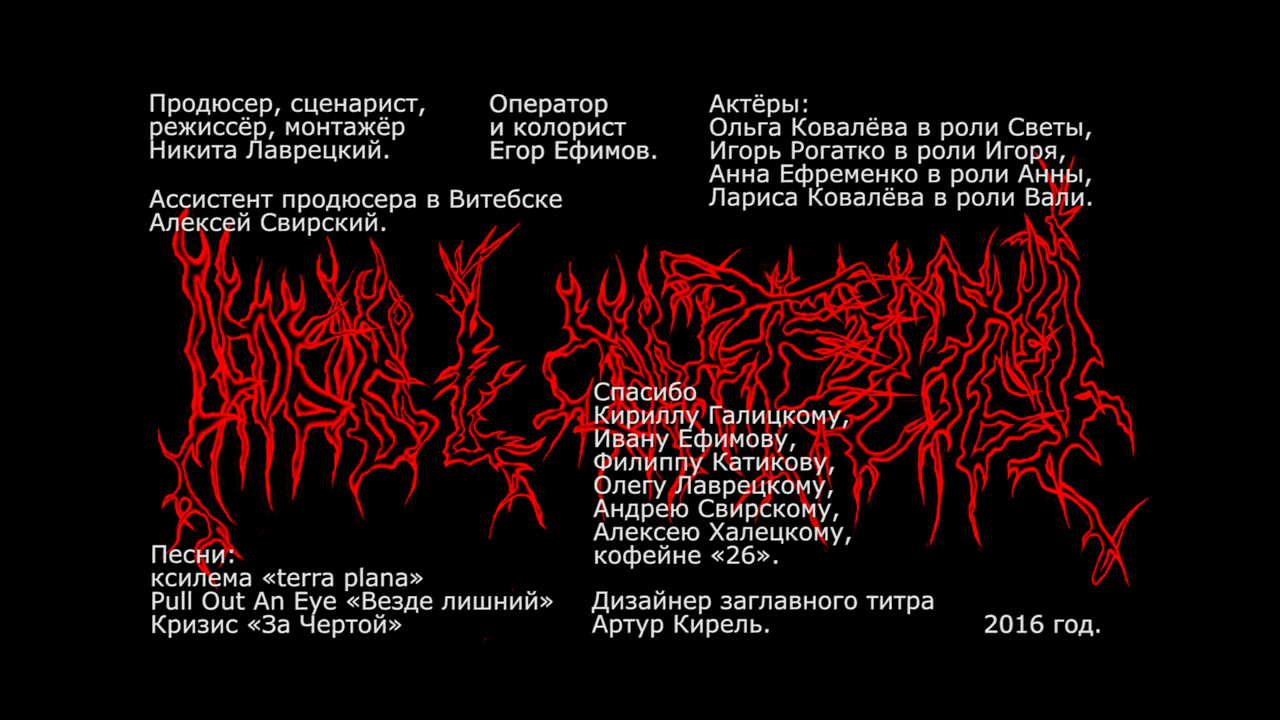 Продюсер, сценарист,
режиссёр, монтажёр
Никита Лаврецкий.
Ассистент продюсера в Витебске
Алексей Свирский.
Оператор
и колорист
Егор Ефимов.
Актёры:
Ольга Ковалёва в роли Светы,
Игорь Рогатко в роли Игоря,
Анна Ефременко в роли Анны,
Лариса Ковалёва в роли Вали.
Спасибо
Кириллу Галицкому,
Ивану Ефимову,
Филиппу Катикову,
Олегу Лаврецкому,
Андрею Свирскому,
Алексею Халецкому,
кофейне «26».
Песни:
ксилема «terra plana»
Pull Out An Eye «Везде лишний»
Кризис «За Чертой»
Дизайнер заглавного титра
Артур Кирель.
2016 год.